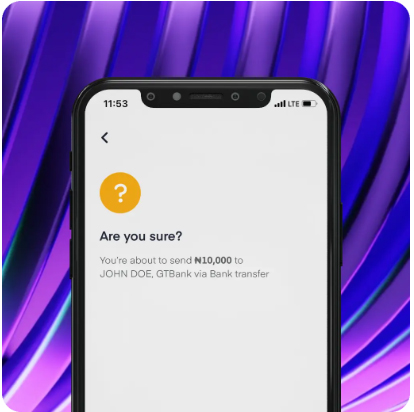 11:53
LTE
?
Are you sure?
You're about to send ₦10,000 to
JOHN DOE, GTBank via Bank transfer